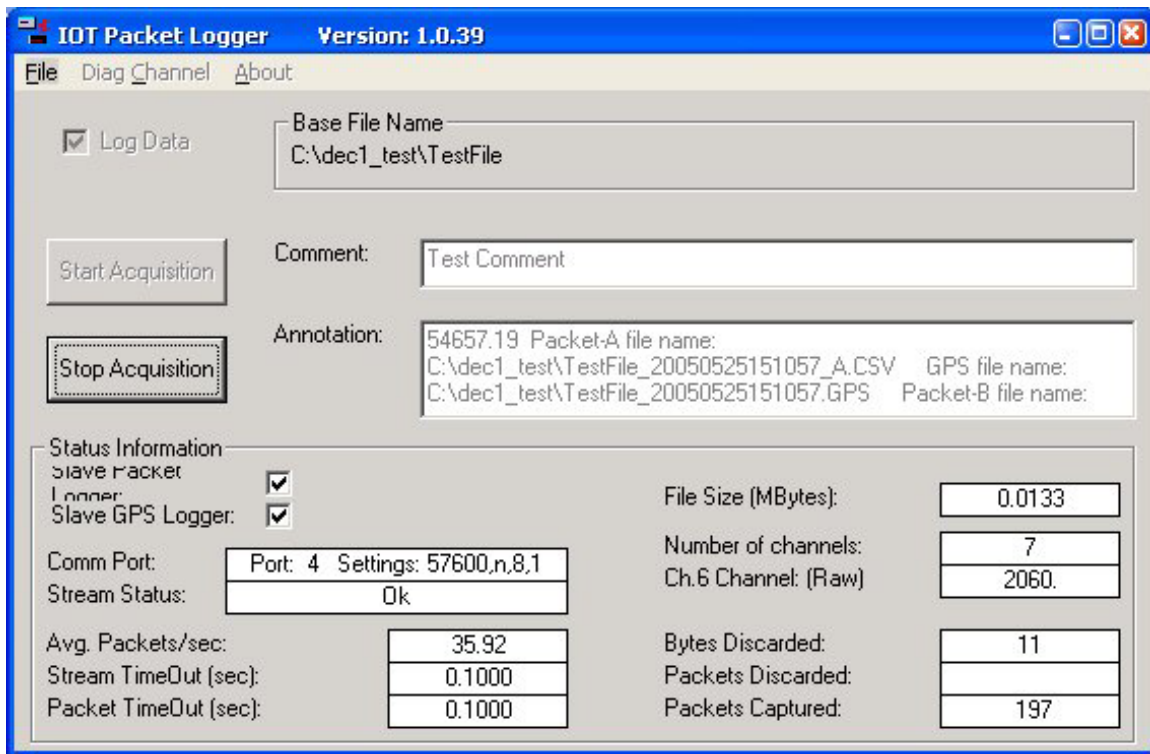 IOT Packet Logger Version: 1.0.39
File Diag Channel About
Log Data
Base File Name
C:\dec1_test\TestFile
Start Acquisition
Comment:
Test Comment
Stop Acquisition
Annotation:
54657.19 Packet-A file name:
C:\dec1_test\TestFile_20050525151057_A.CSV GPS file name:
C:\dec1_test\TestFile_20050525151057.GPS Packet-B file name:
Status Information
Slave Packet
Logger:
Slave GPS Logger:
Comm Port: Port: 4 Settings: 57600,n,8,1
Stream Status: Ok
Avg. Packets/sec: 35.92
Stream TimeOut (sec): 0.1000
Packet TimeOut (sec): 0.1000
File Size (MBytes): 0.0133
Number of channels: 7
Ch.6 Channel: (Raw) 2060.
Bytes Discarded: 11
Packets Discarded:
Packets Captured: 197